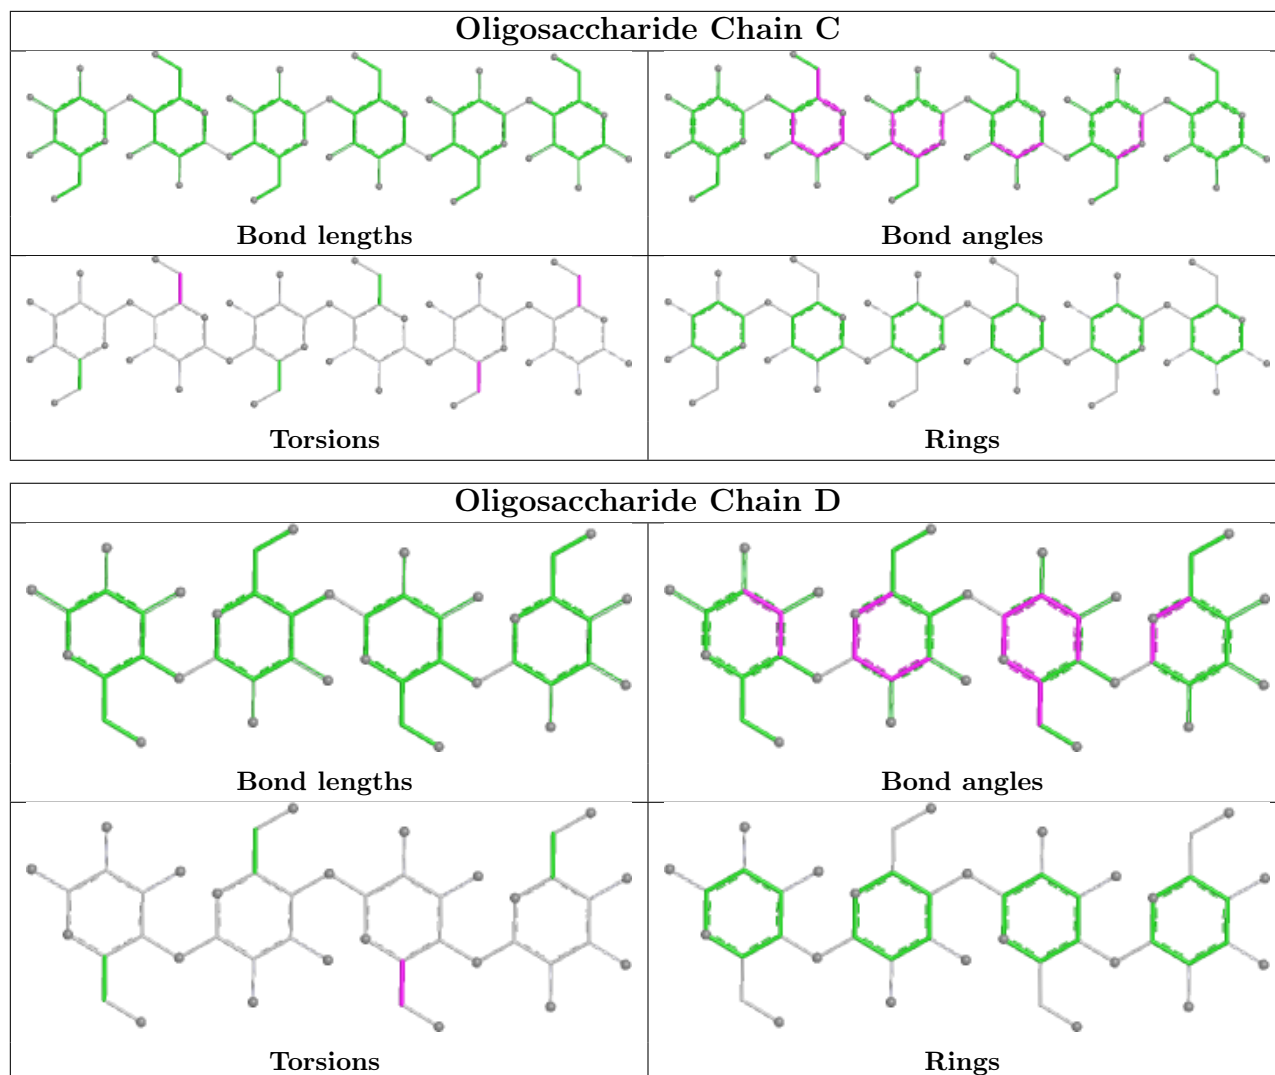 Oligosaccharide Chain C
Bond lengths
Bond angles
Torsions
Rings
Oligosaccharide Chain D
Bond lengths
Bond angles
Torsions
Rings